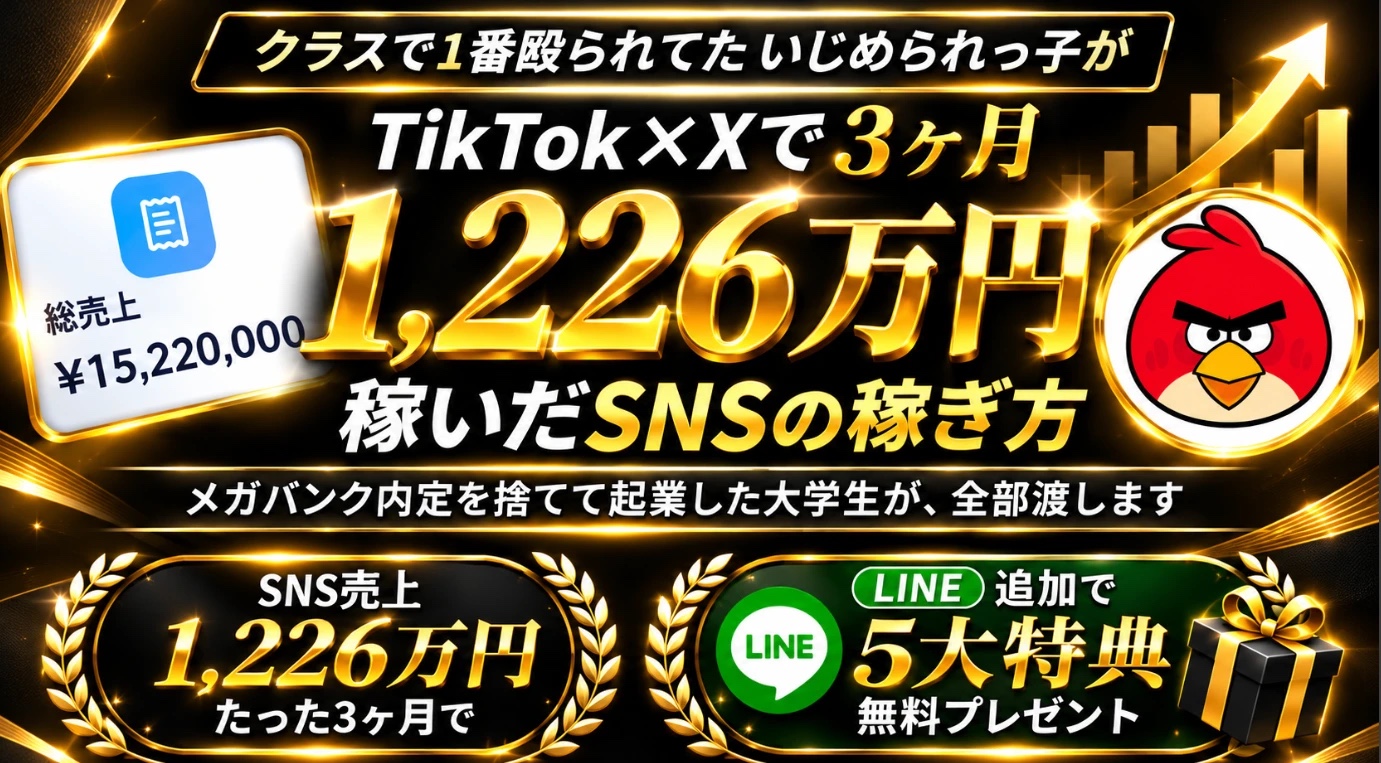 クラスで1番殴られてたいじめられっ子が
TikTok×Xで3ヶ月
1,226万円
稼いだSNSの稼ぎ方
総売上
¥15,220,000
メガバンク内定を捨てて起業した大学生が、全部渡します
SNS売上
1,226万円
たった3ヶ月で
LINE
LINE 追加で
5大特典
無料プレゼント